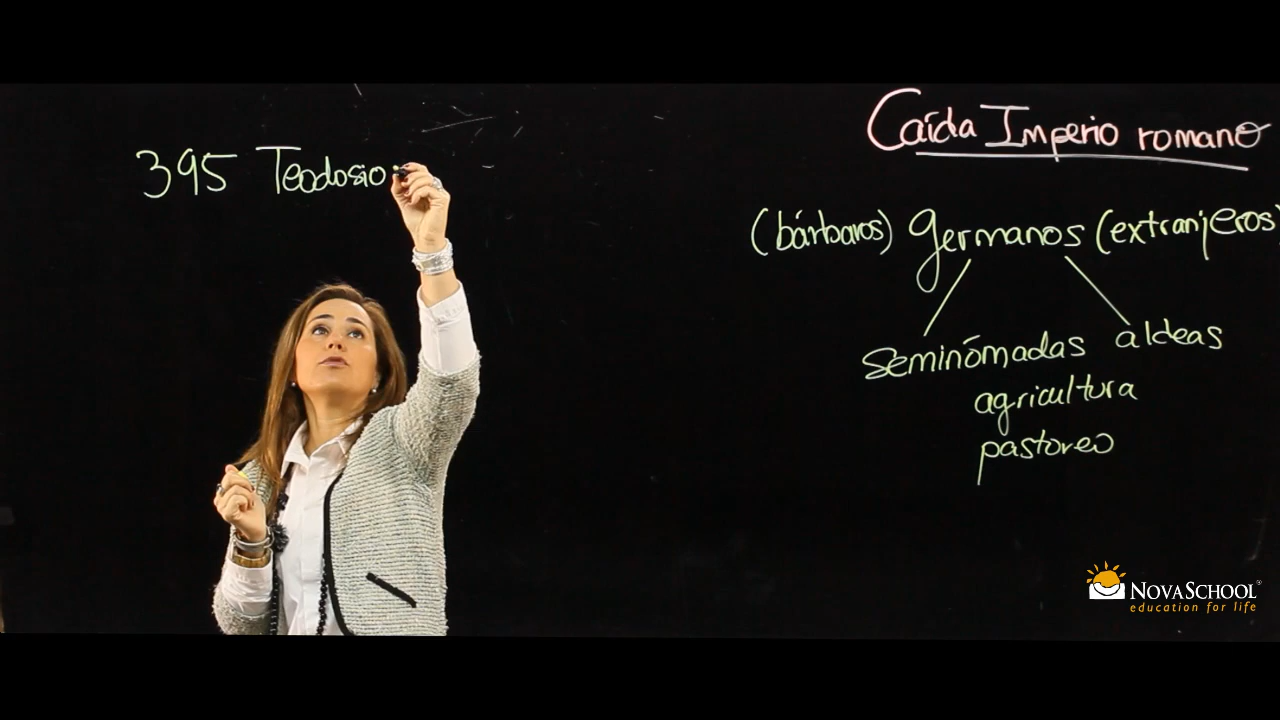 395 Teodosio
Caída Imperio romano
(bárbaros) germanos (extranjeros)
seminómadas aldeas
agricultura
pastoreo
NOVASCHOOL®
education for life